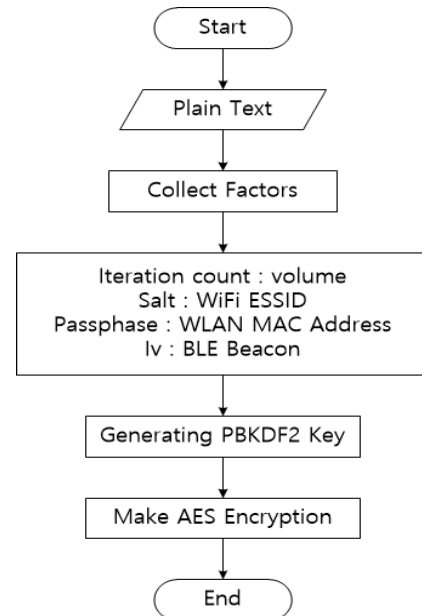 Start
Plain Text
Collect Factors
Iteration count : volume
Salt : WiFi ESSID
Passphase : WLAN MAC Address
Iv : BLE Beacon
Generating PBKDF2 Key
Make AES Encryption
End